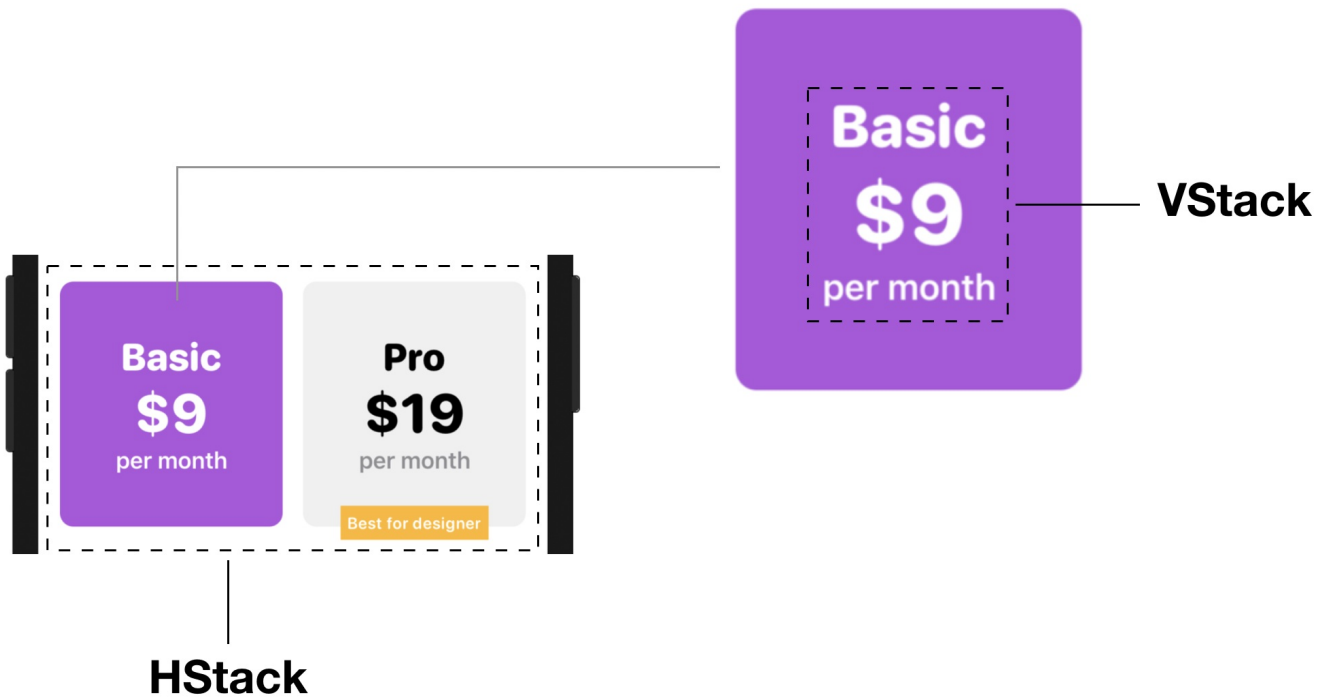 Basic
$9
per month
VStack
Basic
$9
per month
Pro
$19
per month
Best for designer
HStack